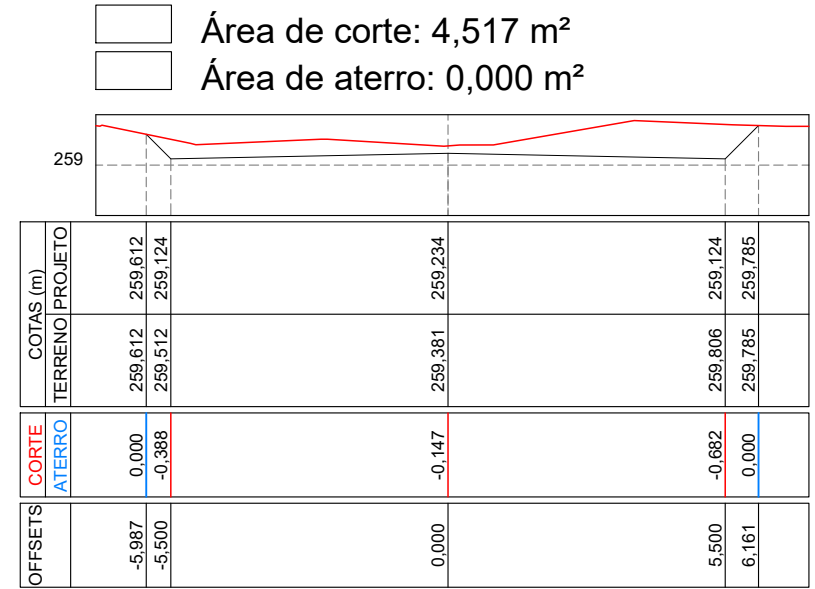 Área de corte: 4,517 m²
Área de aterro: 0,000 m²
259
COTAS (m)
PROJETO
259,612
259,124
259,234
259,124
259,785
TERRENO
259,612
259,512
259,381
259,806
259,785
CORTE
ATERRO
0,000
-0,388
-0,147
-0,682
0,000
OFFSETS
-5,987
-5,500
0,000
5,500
6,161